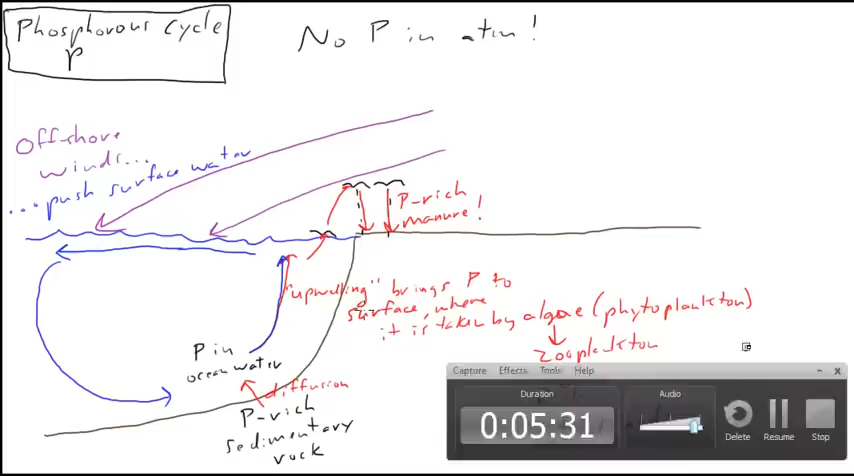 Phosphorous Cycle
P
No P in atm!
Off-shore
winds...
...push surface water
P-rich
manure!
"upwelling" brings P to
surface, where
it is taken by algae (phytoplankton)
zooplankton
P in
ocean water
diffusion
P-rich
sedimentary
rock
Capture Effects Tools Help
Duration
0:05:31
Audio
Delete Resume Stop